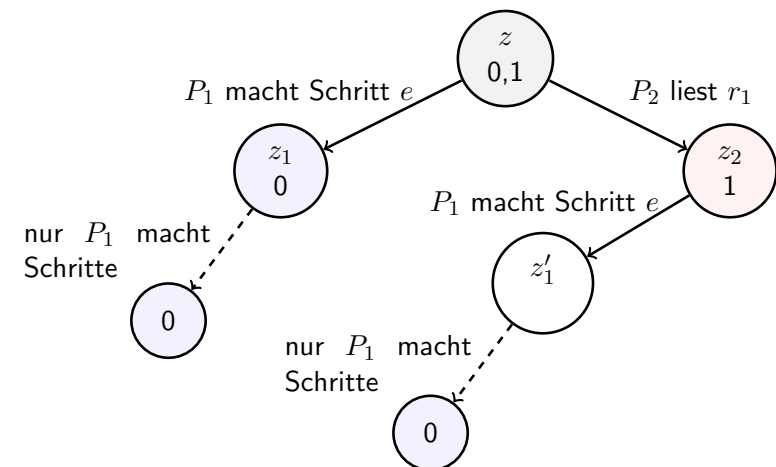 z
0,1
P₁ macht Schritt e
P₂ liest r₁
z₁
0
z₂
1
P₁ macht Schritt e
nur P₁ macht
Schritte
z′₁
0
nur P₁ macht
Schritte
0